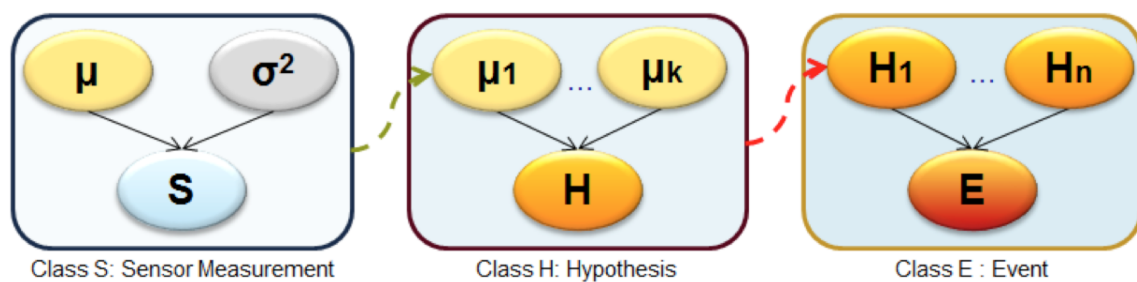 μ σ² μ1 ... μk H1 ... Hn
S H E
Class S: Sensor Measurement Class H: Hypothesis Class E : Event